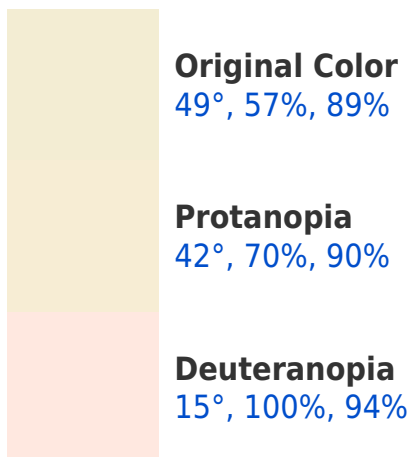 Original Color
49°, 57%, 89%
Protanopia
42°, 70%, 90%
Deuteranopia
15°, 100%, 94%